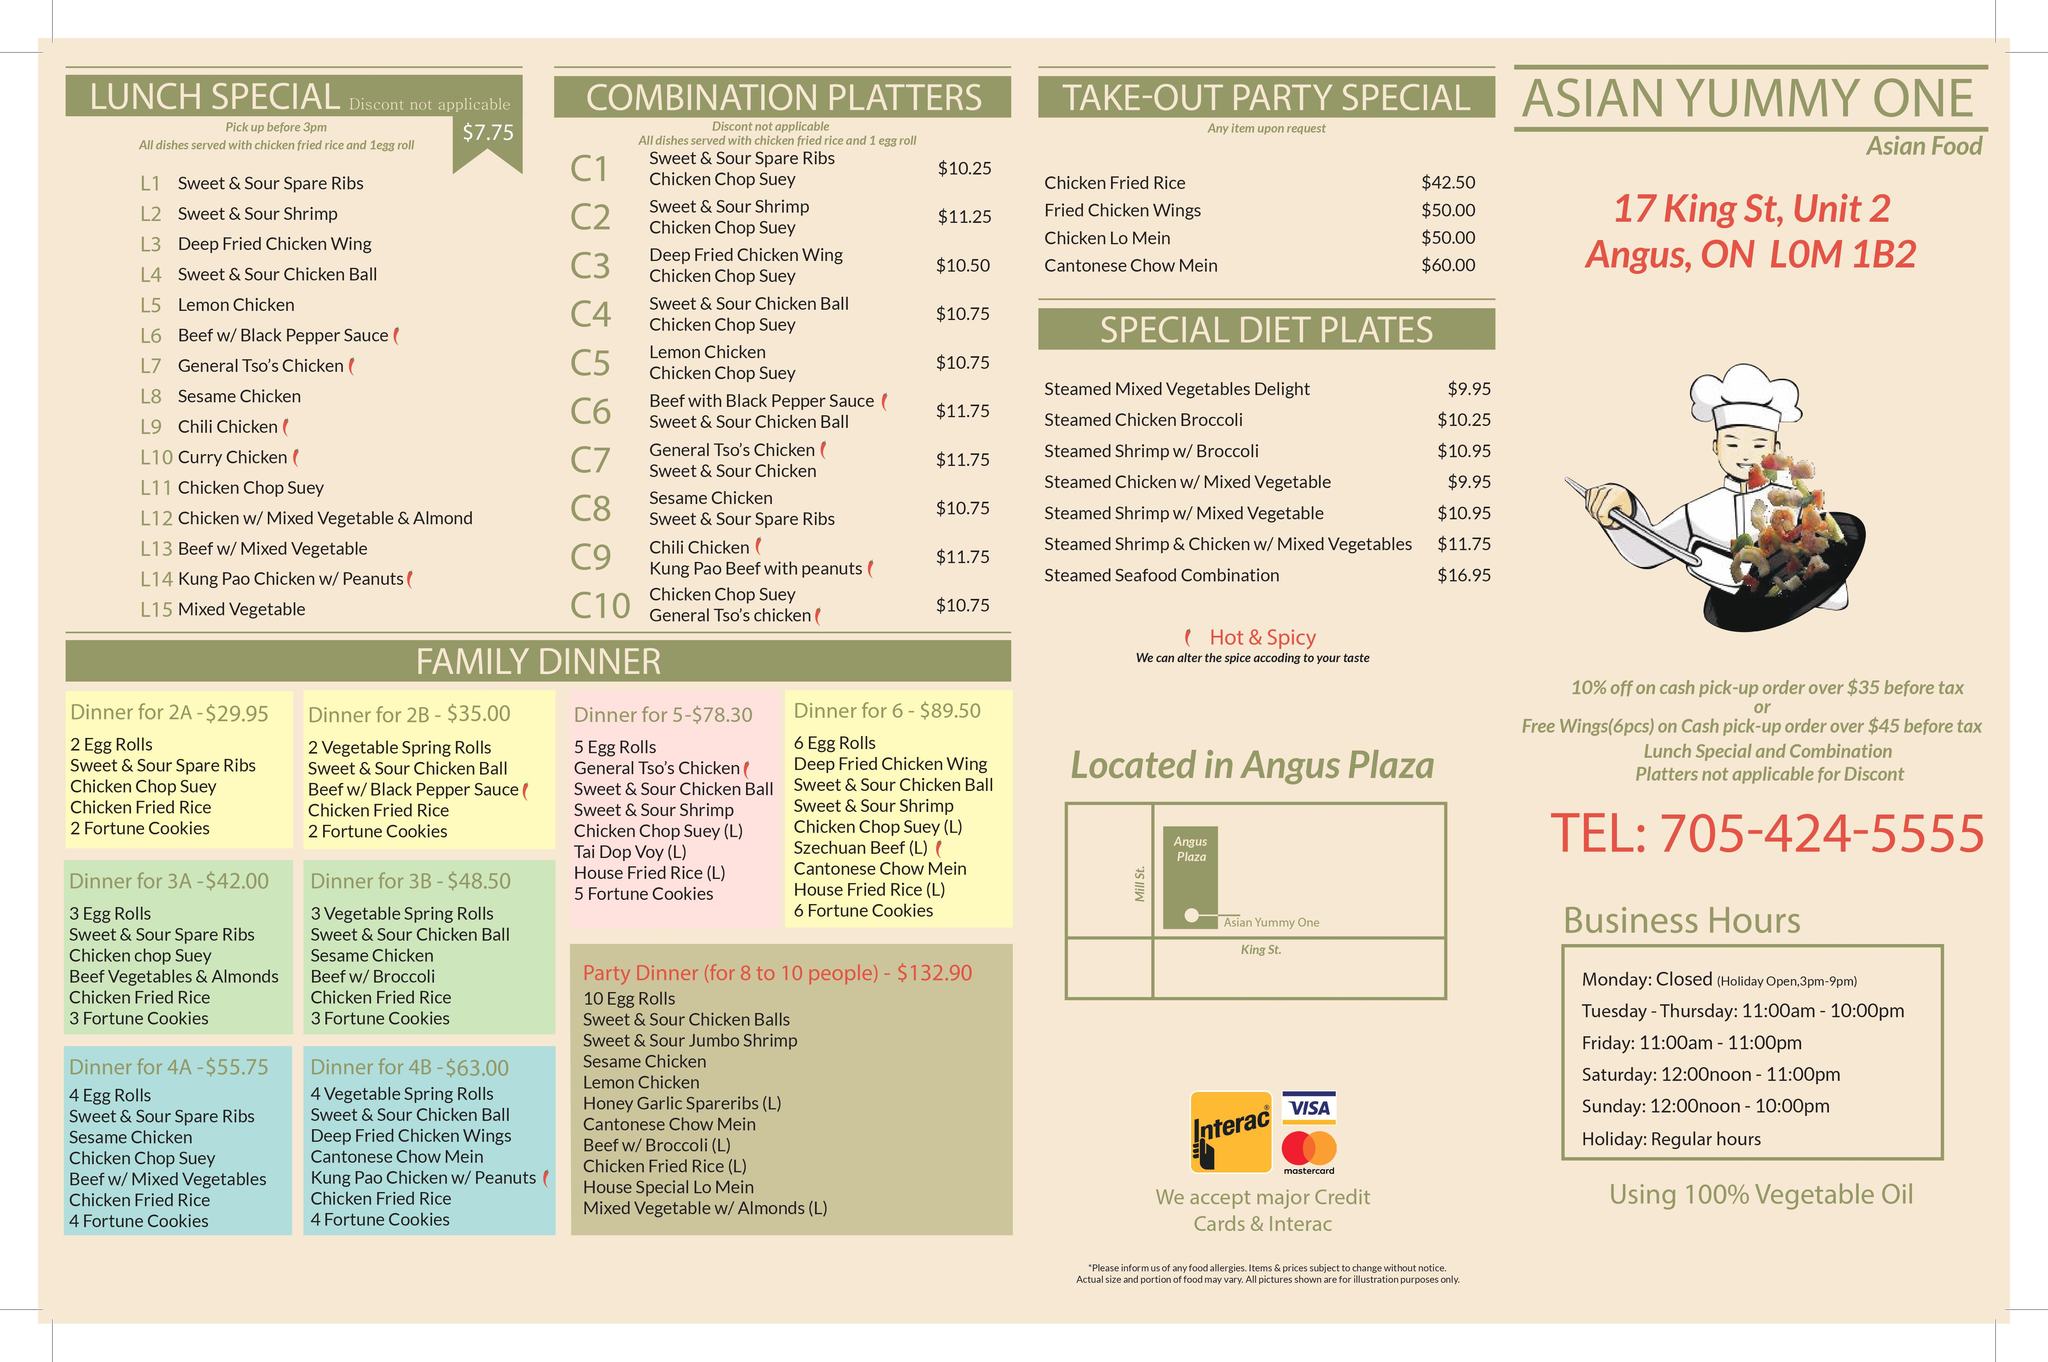 LUNCH SPECIAL Discont not applicable
$7.75
Pick up before 3pm
All dishes served with chicken fried rice and 1egg roll
L1 Sweet & Sour Spare Ribs
L2 Sweet & Sour Shrimp
L3 Deep Fried Chicken Wing
L4 Sweet & Sour Chicken Ball
L5 Lemon Chicken
L6 Beef w/ Black Pepper Sauce
L7 General Tso's Chicken
L8 Sesame Chicken
L9 Chili Chicken
L10 Curry Chicken
L11 Chicken Chop Suey
L12 Chicken w/ Mixed Vegetable & Almond
L13 Beef w/ Mixed Vegetable
L14 Kung Pao Chicken w/ Peanuts
L15 Mixed Vegetable
COMBINATION PLATTERS
Discont not applicable
All dishes served with chicken fried rice and 1 egg roll
C1 Sweet & Sour Spare Ribs
Chicken Chop Suey $10.25
C2 Sweet & Sour Shrimp
Chicken Chop Suey $11.25
C3 Deep Fried Chicken Wing
Chicken Chop Suey $10.50
C4 Sweet & Sour Chicken Ball
Chicken Chop Suey $10.75
C5 Lemon Chicken
Chicken Chop Suey $10.75
C6 Beef with Black Pepper Sauce
Sweet & Sour Chicken Ball $11.75
C7 General Tso's Chicken
Sweet & Sour Chicken $11.75
C8 Sesame Chicken
Sweet & Sour Spare Ribs $10.75
C9 Chili Chicken
Kung Pao Beef with peanuts $11.75
C10 Chicken Chop Suey
General Tso's chicken $10.75
FAMILY DINNER
Dinner for 2A -$29.95
2 Egg Rolls
Sweet & Sour Spare Ribs
Chicken Chop Suey
Chicken Fried Rice
2 Fortune Cookies
Dinner for 2B - $35.00
2 Vegetable Spring Rolls
Sweet & Sour Chicken Ball
Beef w/ Black Pepper Sauce
Chicken Fried Rice
2 Fortune Cookies
Dinner for 3A -$42.00
3 Egg Rolls
Sweet & Sour Spare Ribs
Chicken chop Suey
Beef Vegetables & Almonds
Chicken Fried Rice
3 Fortune Cookies
Dinner for 3B - $48.50
3 Vegetable Spring Rolls
Sweet & Sour Chicken Ball
Sesame Chicken
Beef w/ Broccoli
Chicken Fried Rice
3 Fortune Cookies
Dinner for 4A -$55.75
4 Egg Rolls
Sweet & Sour Spare Ribs
Sesame Chicken
Chicken Chop Suey
Beef w/ Mixed Vegetables
Chicken Fried Rice
4 Fortune Cookies
Dinner for 4B -$63.00
4 Vegetable Spring Rolls
Sweet & Sour Chicken Ball
Deep Fried Chicken Wings
Cantonese Chow Mein
Kung Pao Chicken w/ Peanuts
Chicken Fried Rice
4 Fortune Cookies
Dinner for 5-$78.30
5 Egg Rolls
General Tso's Chicken
Sweet & Sour Chicken Ball
Sweet & Sour Shrimp
Chicken Chop Suey (L)
Tai Dop Voy (L)
House Fried Rice (L)
5 Fortune Cookies
Dinner for 6 - $89.50
6 Egg Rolls
Deep Fried Chicken Wing
Sweet & Sour Chicken Ball
Sweet & Sour Shrimp
Chicken Chop Suey (L)
Szechuan Beef (L)
Cantonese Chow Mein
House Fried Rice (L)
6 Fortune Cookies
Party Dinner (for 8 to 10 people) - $132.90
10 Egg Rolls
Sweet & Sour Chicken Balls
Sweet & Sour Jumbo Shrimp
Sesame Chicken
Lemon Chicken
Honey Garlic Spareribs (L)
Cantonese Chow Mein
Beef w/ Broccoli (L)
Chicken Fried Rice (L)
House Special Lo Mein
Mixed Vegetable w/ Almonds (L)
TAKE-OUT PARTY SPECIAL
Any item upon request
Chicken Fried Rice $42.50
Fried Chicken Wings $50.00
Chicken Lo Mein $50.00
Cantonese Chow Mein $60.00
SPECIAL DIET PLATES
Steamed Mixed Vegetables Delight $9.95
Steamed Chicken Broccoli $10.25
Steamed Shrimp w/ Broccoli $10.95
Steamed Chicken w/ Mixed Vegetable $9.95
Steamed Shrimp w/ Mixed Vegetable $10.95
Steamed Shrimp & Chicken w/ Mixed Vegetables $11.75
Steamed Seafood Combination $16.95
Hot & Spicy
We can alter the spice accoding to your taste
Located in Angus Plaza
Angus
Plaza
Mill St.
Asian Yummy One
King St.
Interac®
VISA
mastercard
We accept major Credit
Cards & Interac
*Please inform us of any food allergies. Items & prices subject to change without notice.
Actual size and portion of food may vary. All pictures shown are for illustration purposes only.
ASIAN YUMMY ONE
Asian Food
17 King St, Unit 2
Angus, ON L0M 1B2
10% off on cash pick-up order over $35 before tax
or
Free Wings(6pcs) on Cash pick-up order over $45 before tax
Lunch Special and Combination
Platters not applicable for Discont
TEL: 705-424-5555
Business Hours
Monday: Closed (Holiday Open,3pm-9pm)
Tuesday - Thursday: 11:00am - 10:00pm
Friday: 11:00am - 11:00pm
Saturday: 12:00noon - 11:00pm
Sunday: 12:00noon - 10:00pm
Holiday: Regular hours
Using 100% Vegetable Oil